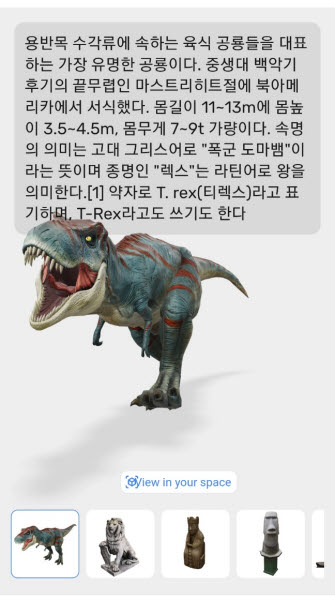 용반목 수각류에 속하는 육식 공룡들을 대표
하는 가장 유명한 공룡이다. 중생대 백악기
후기의 끝무렵인 마스트리히트절에 북아메
리카에서 서식했다. 몸길이 11~13m에 몸높
이 3.5~4.5m, 몸무게 7~9t 가량이다. 속명
의 의미는 고대 그리스어로 "폭군 도마뱀"이
라는 뜻이며 종명인 "렉스"는 라틴어로 왕을
의미한다.[1] 약자로 T. rex(티렉스)라고 표
기하며, T-Rex라고도 쓰기도 한다
View in your space